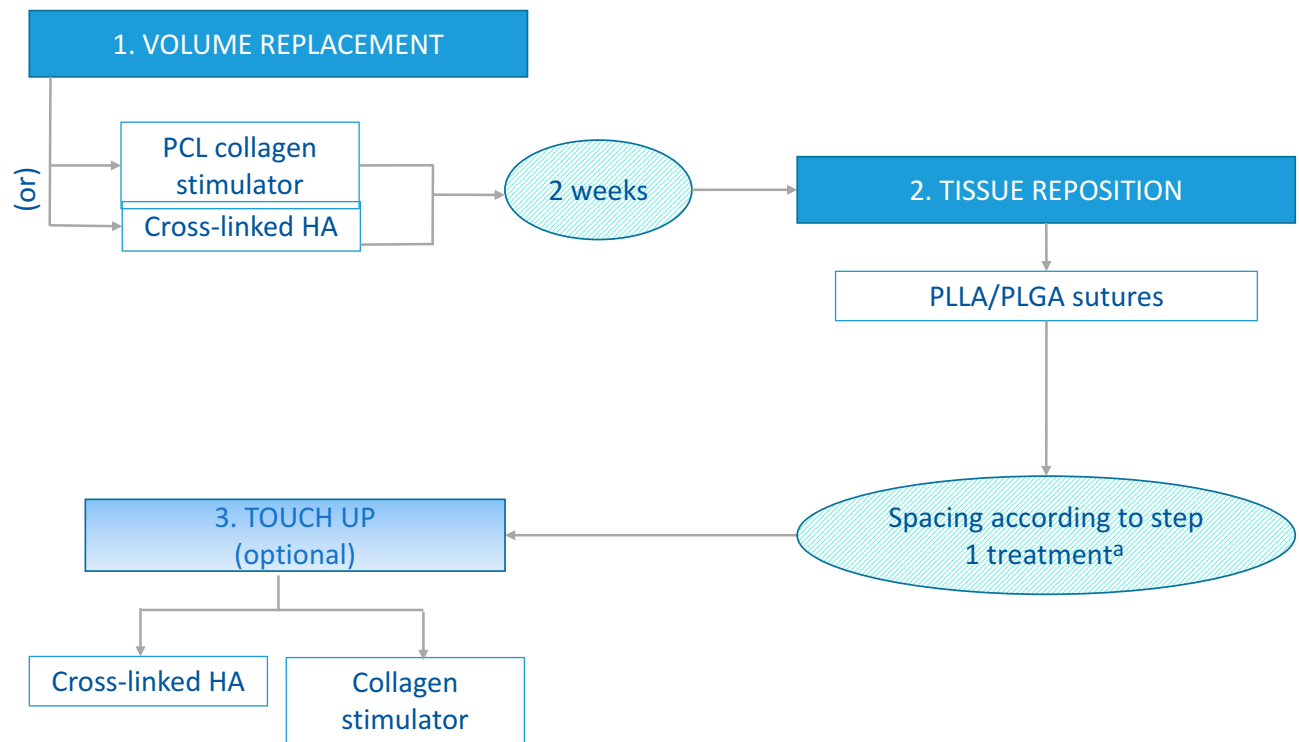 1. VOLUME REPLACEMENT
(or)
PCL collagen
stimulator
Cross-linked HA
2 weeks
2. TISSUE REPOSITION
PLLA/PLGA sutures
Spacing according to step
1 treatmentᵃ
3. TOUCH UP
(optional)
Cross-linked HA
Collagen
stimulator